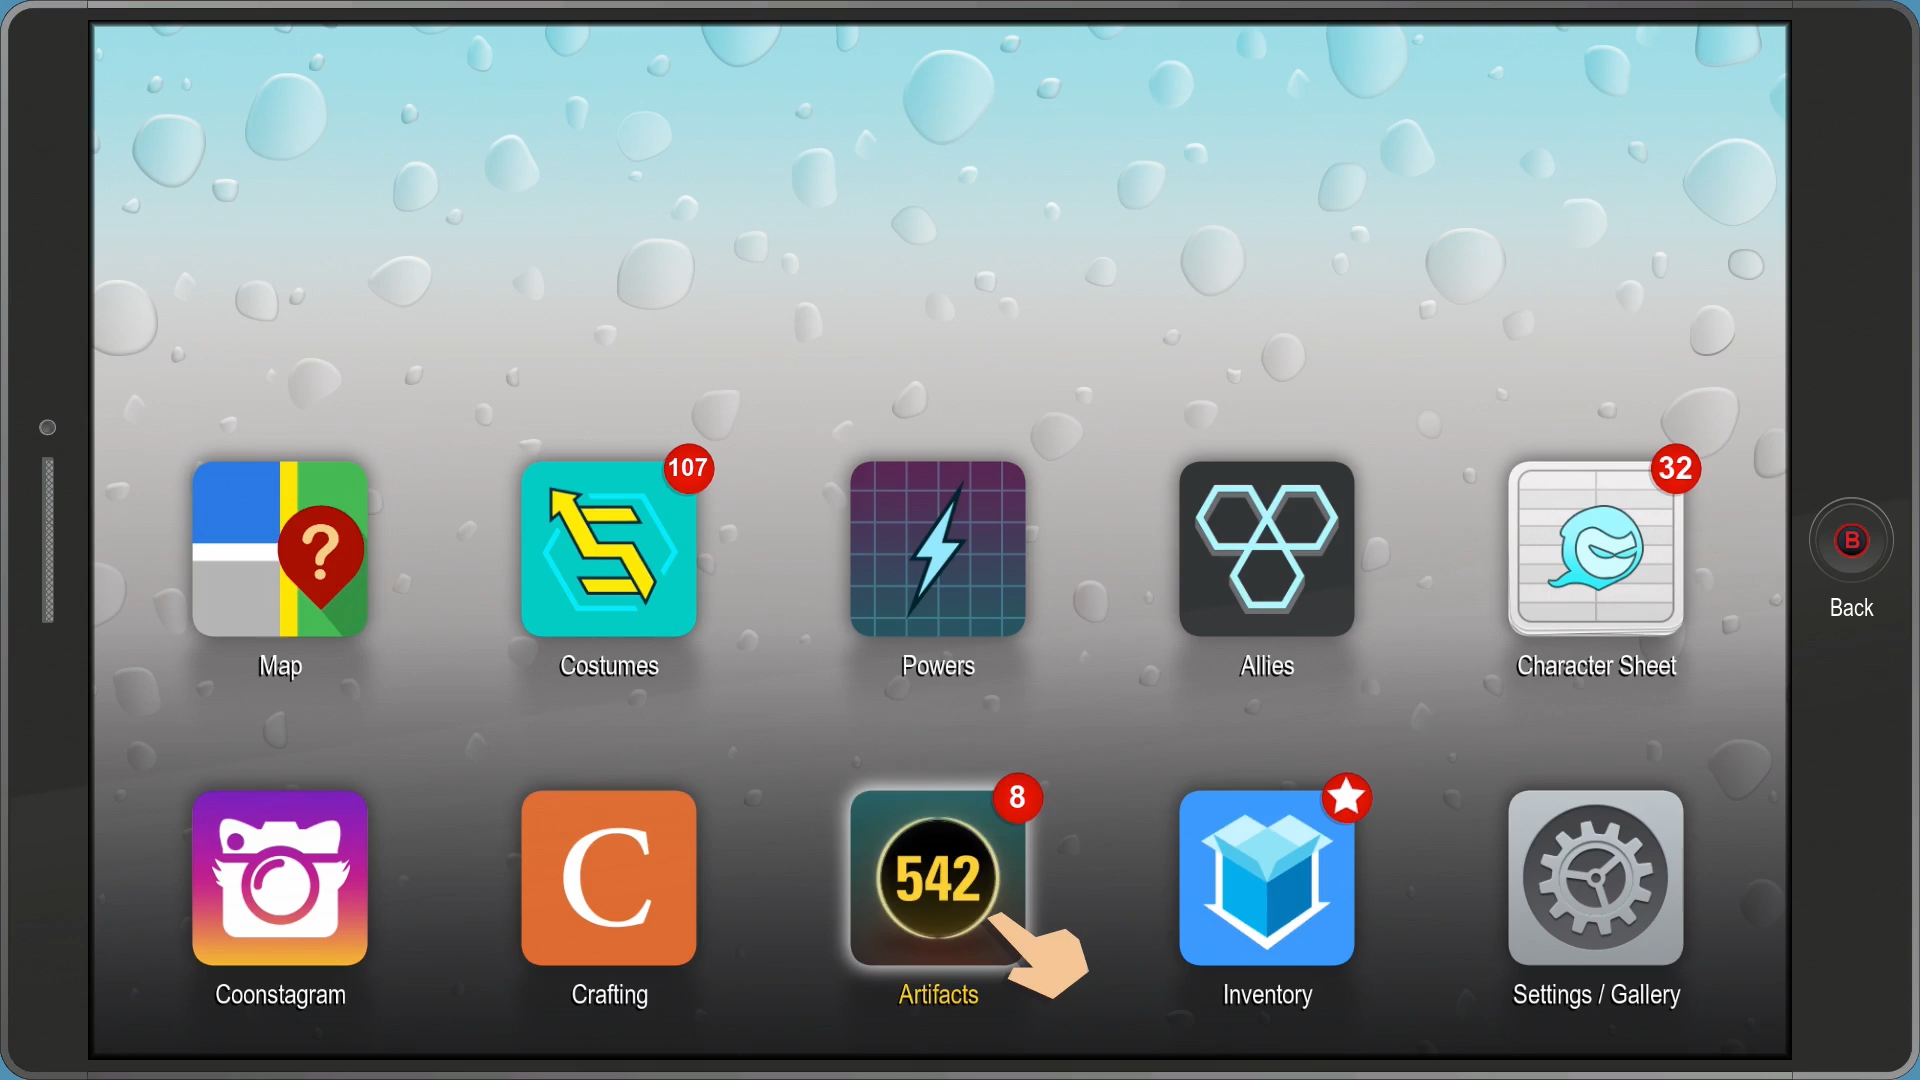 107
32
?
Map
Costumes
Powers
Allies
Character Sheet
B
Back
8
C
542
Coonstagram
Crafting
Artifacts
Inventory
Settings / Gallery